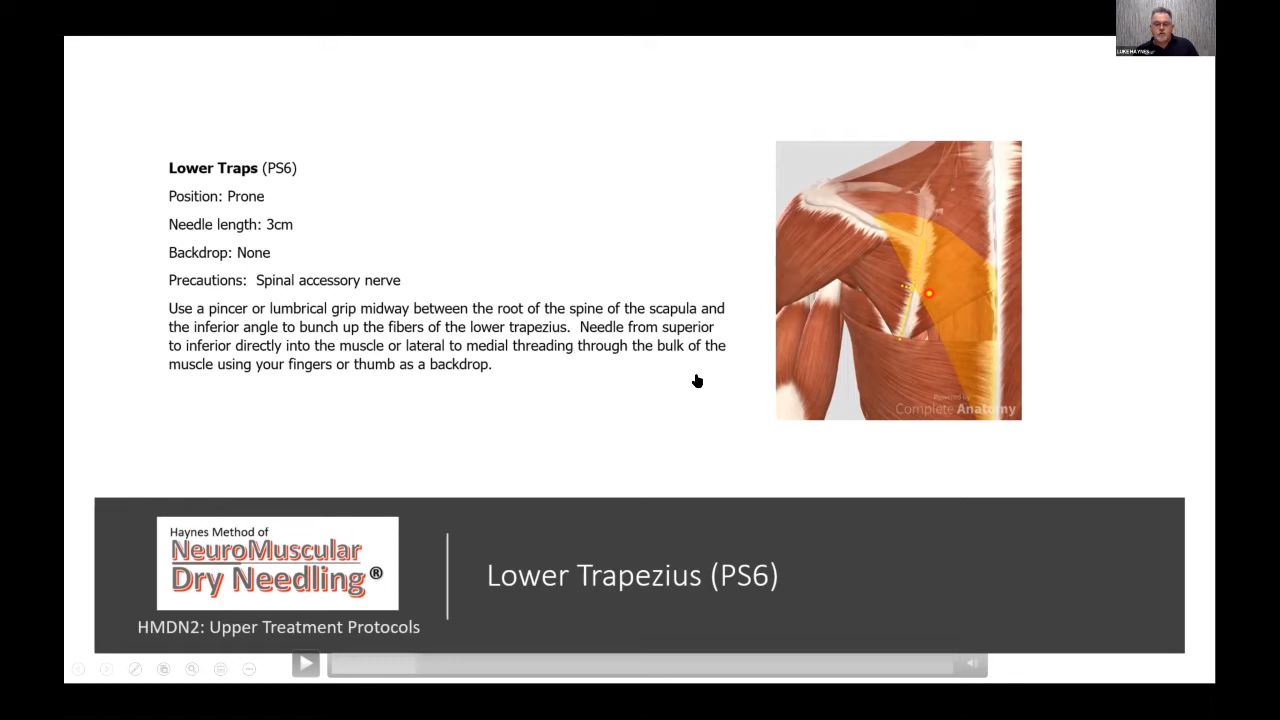 LUKE HAYNES
Lower Traps (PS6)
Position: Prone
Needle length: 3cm
Backdrop: None
Precautions:  Spinal accessory nerve
Use a pincer or lumbrical grip midway between the root of the spine of the scapula and
the inferior angle to bunch up the fibers of the lower trapezius.  Needle from superior
to inferior directly into the muscle or lateral to medial threading through the bulk of the
muscle using your fingers or thumb as a backdrop.
Powered by
Complete Anatomy
Haynes Method of
NeuroMuscular
Dry Needling®
HMDN2: Upper Treatment Protocols
Lower Trapezius (PS6)